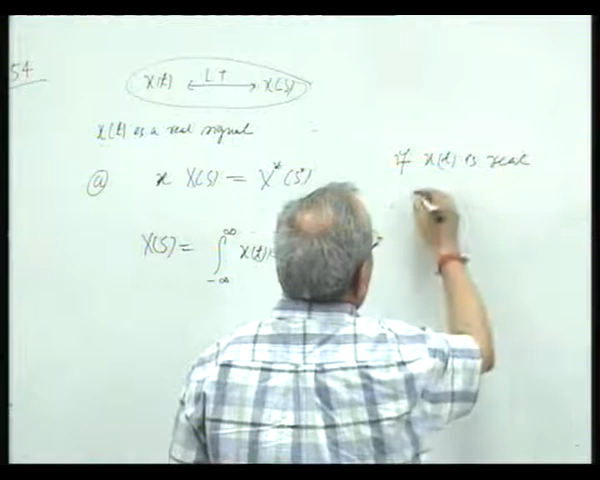 54
x(t) ⟷ LT X(s)
x(t) is a real signal
ⓐ x X(s) = X*(s*)
X(s) = ∫_{-∞}^{∞} x(t)
if x(t) is real